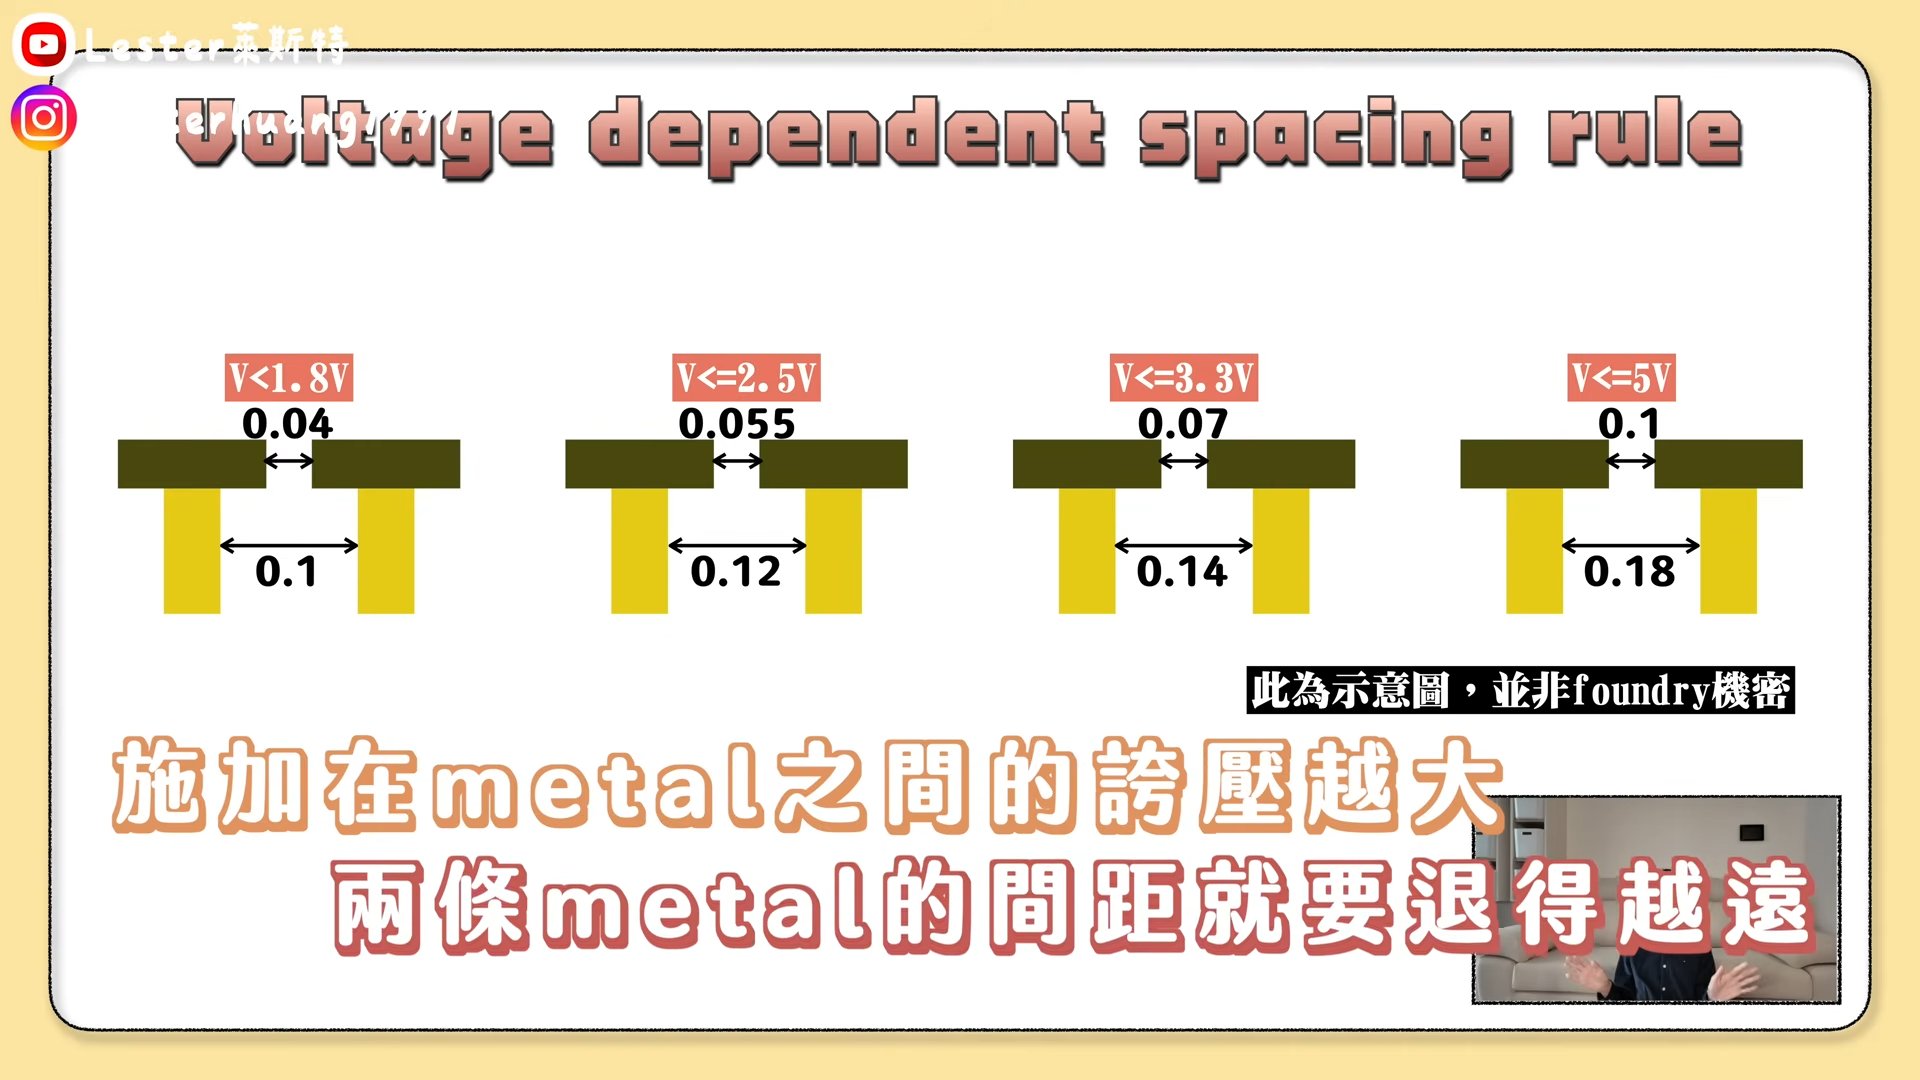 Lester萊斯特
terhuang1991
Voltage dependent spacing rule
V<1.8V
V<=2.5V
V<=3.3V
V<=5V
0.04
0.055
0.07
0.1
0.1
0.12
0.14
0.18
此為示意圖，並非foundry機密
施加在metal之間的誇壓越大
兩條metal的間距就要退得越遠